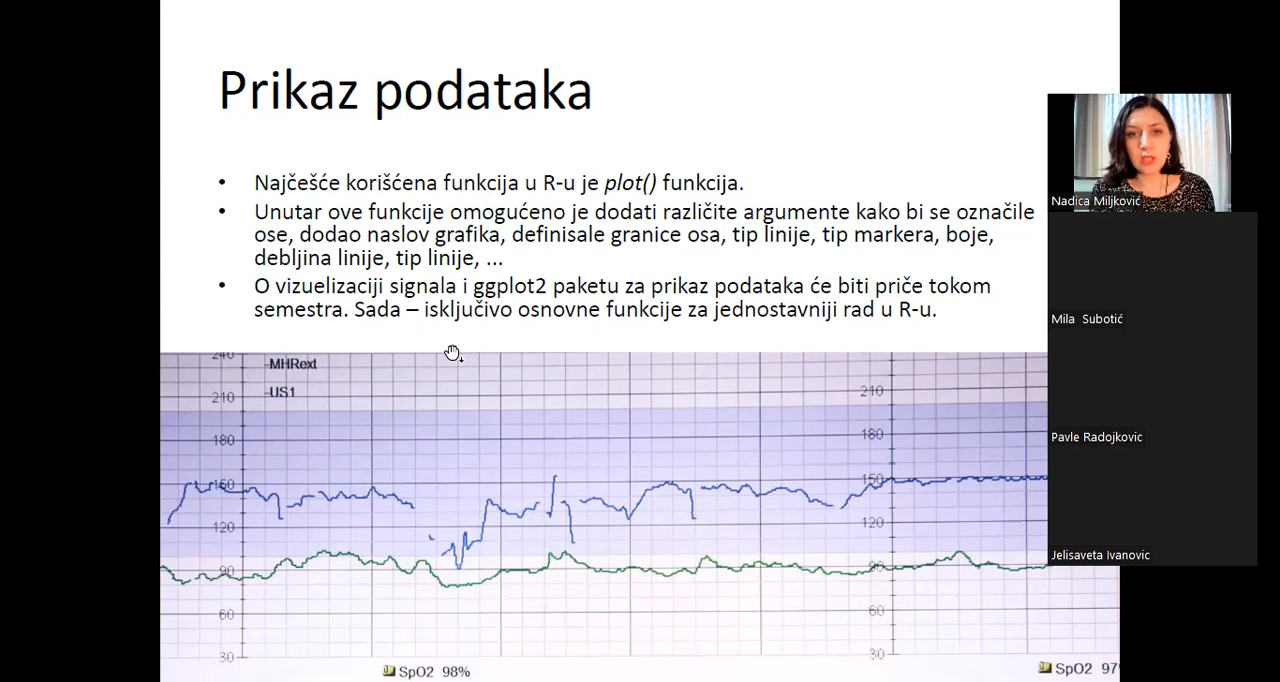 Prikaz podataka
• Najčešće korišćena funkcija u R-u je plot() funkcija.
• Unutar ove funkcije omogućeno je dodati različite argumente kako bi se označile
ose, dodao naslov grafika, definisale granice osa, tip linije, tip markera, boje,
debljina linije, tip linije, ...
• O vizuelizaciji signala i ggplot2 paketu za prikaz podataka će biti priče tokom
semestra. Sada – isključivo osnovne funkcije za jednostavniji rad u R-u.
Nadica Miljković
Mila Subotić
Pavle Radojkovic
Jelisaveta Ivanovic
240
MHRext
US1
210
210
180
180
150
150
120
120
90
90
60
60
30
30
SpO2 98%
SpO2 97